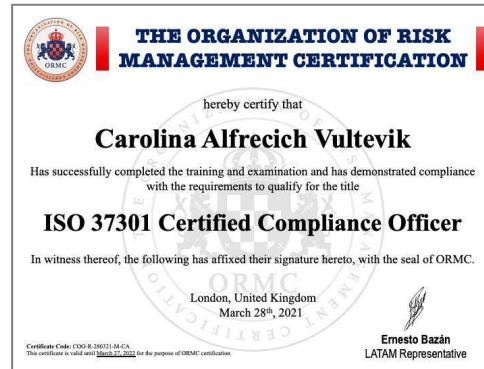 THE ORGANIZATION OF RISK
MANAGEMENT CERTIFICATION
ORMC
hereby certify that
Carolina Alfrecich Vultevik
Has successfully completed the training and examination and has demonstrated compliance
with the requirements to qualify for the title
ISO 37301 Certified Compliance Officer
In witness thereof, the following has affixed their signature hereto, with the seal of ORMC.
ORMC
London, United Kingdom
March 28th, 2021
Certificate Code: COO-R-280321-M-CA
This certificate is valid until March 27, 2022 for the purpose of ORMC certification
Ernesto Bazán
LATAM Representative